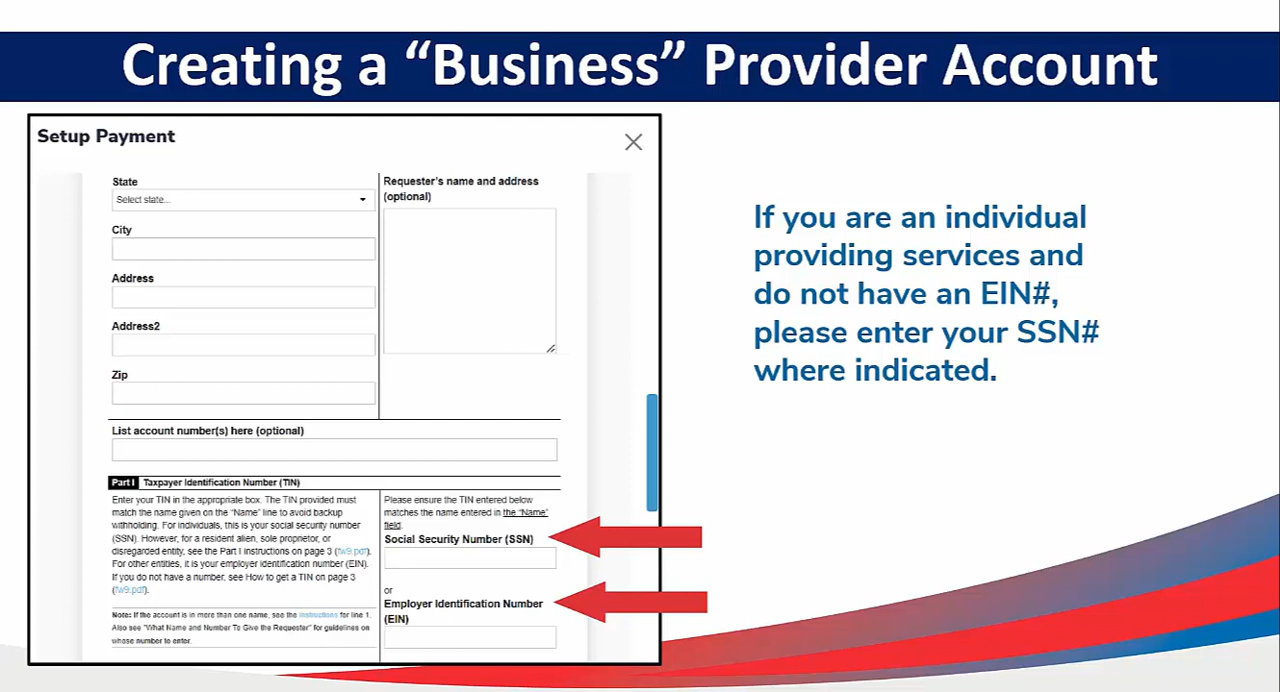 Creating a “Business” Provider Account
Setup Payment
State
Select state...
City
Address
Address2
Zip
Requester's name and address
(optional)
List account number(s) here (optional)
Part I Taxpayer Identification Number (TIN)
Enter your TIN in the appropriate box. The TIN provided must
match the name given on the "Name" line to avoid backup
withholding. For individuals, this is your social security number
(SSN). However, for a resident alien, sole proprietor, or
disregarded entity, see the Part I instructions on page 3 (fw9.pdf).
For other entities, it is your employer identification number (EIN).
If you do not have a number, see How to get a TIN on page 3
(fw9.pdf).
Note: If the account is in more than one name, see the instructions for line 1.
Also see "What Name and Number To Give the Requester" for guidelines on
whose number to enter.
Please ensure the TIN entered below
matches the name entered in the "Name"
field.
Social Security Number (SSN)
or
Employer Identification Number
(EIN)
If you are an individual
providing services and
do not have an EIN#,
please enter your SSN#
where indicated.